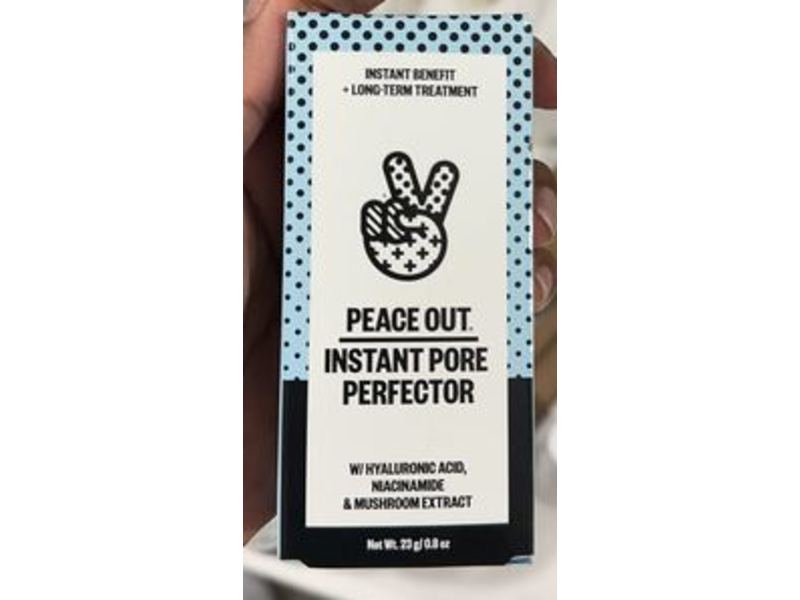 INSTANT BENEFIT
+ LONG-TERM TREATMENT
PEACE OUT.
INSTANT PORE
PERFECTOR
W/ HYALURONIC ACID,
NIACINAMIDE
& MUSHROOM EXTRACT
Net Wt. 23 g/ 0.8 oz